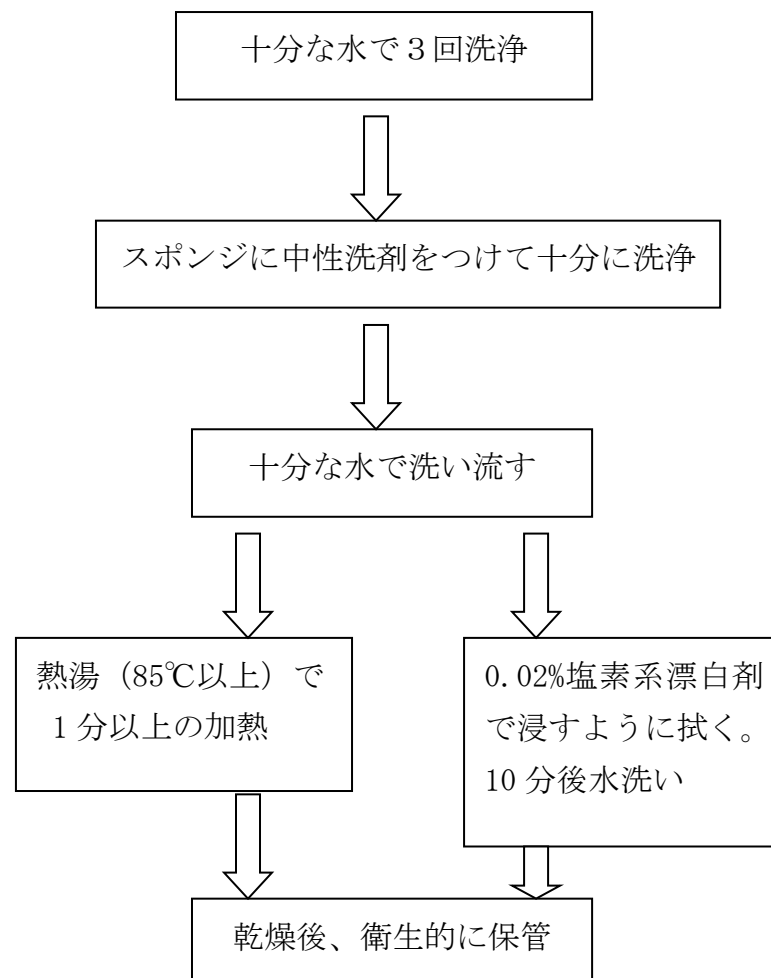 十分な水で３回洗浄
スポンジに中性洗剤をつけて十分に洗浄
十分な水で洗い流す
熱湯（85℃以上）で
１分以上の加熱
0.02%塩素系漂白剤
で浸すように拭く。
10 分後水洗い
乾燥後、衛生的に保管